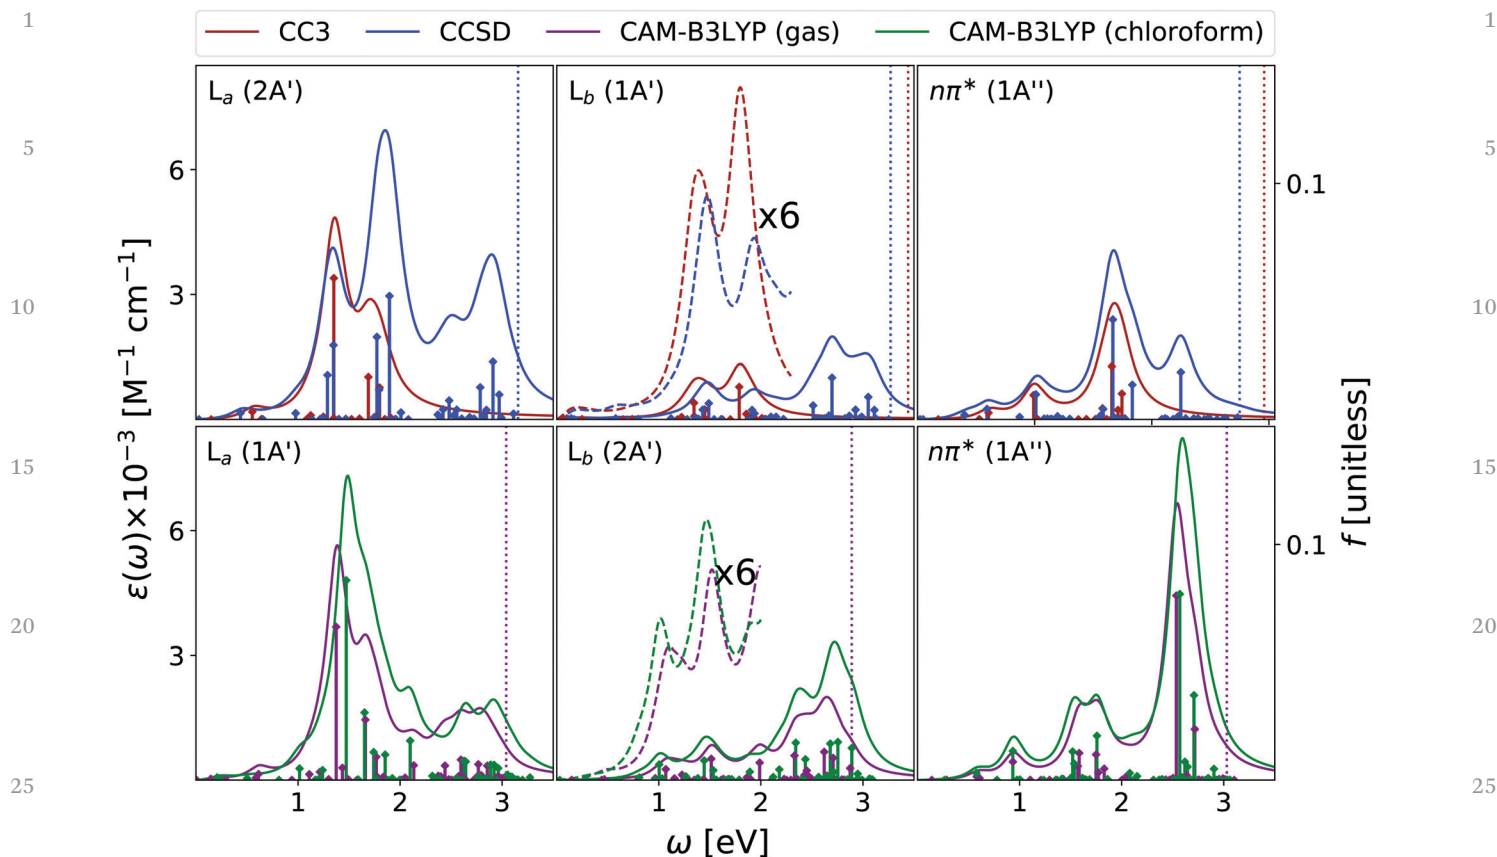 1 1
CC3 CCSD CAM-B3LYP (gas) CAM-B3LYP (chloroform)
Lₐ (2A') L_b (1A') nπ* (1A'')
5 5
6 0.1
x6
3
10 10
Lₐ (1A') L_b (2A') nπ* (1A'')
15 15
6 0.1
x6
3
20 20
25 25
1 2 3 1 2 3 1 2 3
ε(ω)×10⁻³ [M⁻¹ cm⁻¹]
f [unitless]
ω [eV]